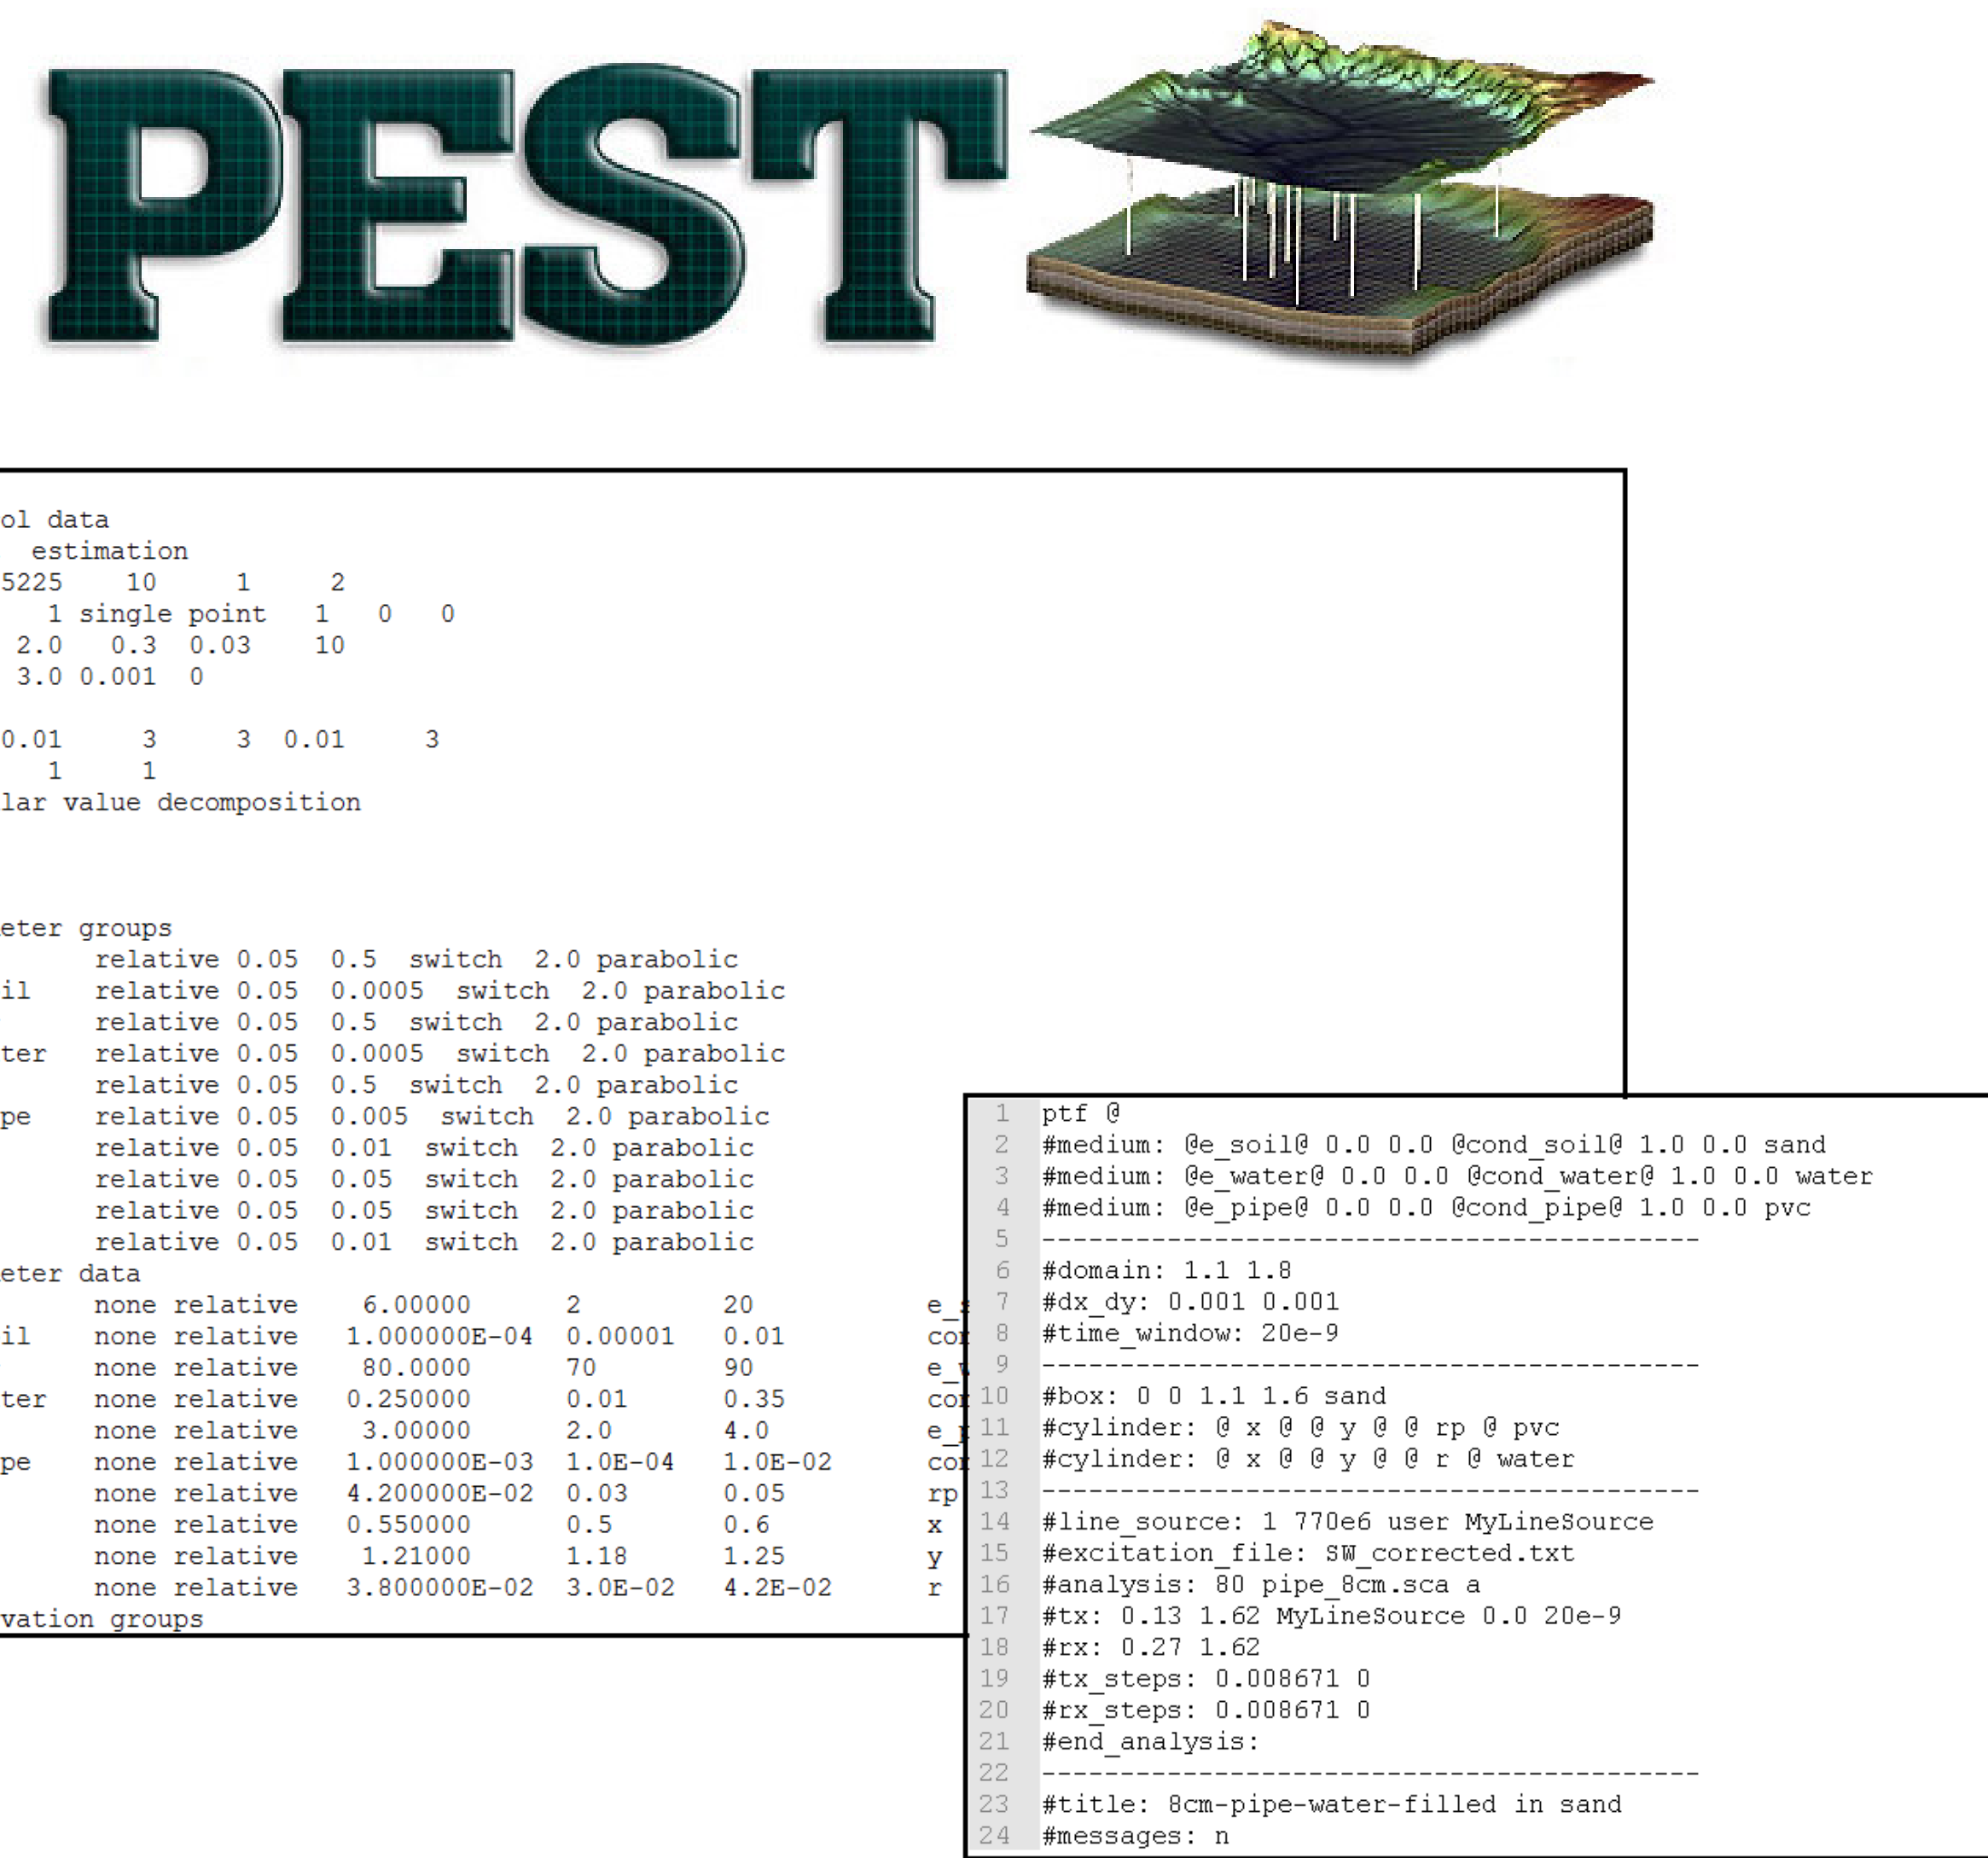 PEST
ol data
estimation
5225 10 1 2
1 single point 1 0 0
2.0 0.3 0.03 10
3.0 0.001 0
0.01 3 3 0.01 3
1 1
lar value decomposition
eter groups
relative 0.05 0.5 switch 2.0 parabolic
il relative 0.05 0.0005 switch 2.0 parabolic
relative 0.05 0.5 switch 2.0 parabolic
ter relative 0.05 0.0005 switch 2.0 parabolic
relative 0.05 0.5 switch 2.0 parabolic
pe relative 0.05 0.005 switch 2.0 parabolic
relative 0.05 0.01 switch 2.0 parabolic
relative 0.05 0.05 switch 2.0 parabolic
relative 0.05 0.05 switch 2.0 parabolic
relative 0.05 0.01 switch 2.0 parabolic
eter data
none relative 6.00000 2 20 e_s
il none relative 1.000000E-04 0.00001 0.01 con
none relative 80.0000 70 90 e_w
ter none relative 0.250000 0.01 0.35 con
none relative 3.00000 2.0 4.0 e_p
pe none relative 1.000000E-03 1.0E-04 1.0E-02 con
none relative 4.200000E-02 0.03 0.05 rp
none relative 0.550000 0.5 0.6 x
none relative 1.21000 1.18 1.25 y
none relative 3.800000E-02 3.0E-02 4.2E-02 r
vation groups
1 ptf @
2 #medium: @e_soil@ 0.0 0.0 @cond_soil@ 1.0 0.0 sand
3 #medium: @e_water@ 0.0 0.0 @cond_water@ 1.0 0.0 water
4 #medium: @e_pipe@ 0.0 0.0 @cond_pipe@ 1.0 0.0 pvc
5 ------------------------------------------
6 #domain: 1.1 1.8
7 #dx_dy: 0.001 0.001
8 #time_window: 20e-9
9 ------------------------------------------
10 #box: 0 0 1.1 1.6 sand
11 #cylinder: @ x @ @ y @ @ rp @ pvc
12 #cylinder: @ x @ @ y @ @ r @ water
13 ------------------------------------------
14 #line_source: 1 770e6 user MyLineSource
15 #excitation_file: SW_corrected.txt
16 #analysis: 80 pipe_8cm.sca a
17 #tx: 0.13 1.62 MyLineSource 0.0 20e-9
18 #rx: 0.27 1.62
19 #tx_steps: 0.008671 0
20 #rx_steps: 0.008671 0
21 #end_analysis:
22 ------------------------------------------
23 #title: 8cm-pipe-water-filled in sand
24 #messages: n